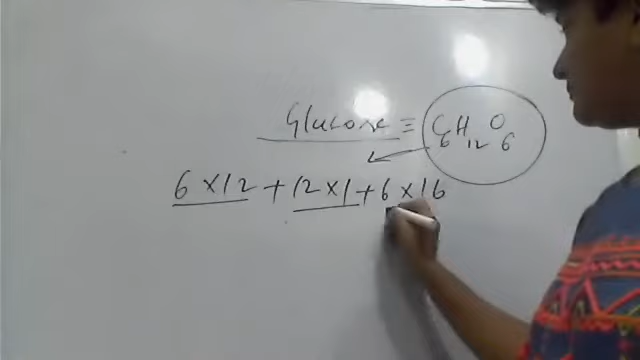 Glucose = C6H12O6
6 × 12 + 12 × 1 + 6 × 16